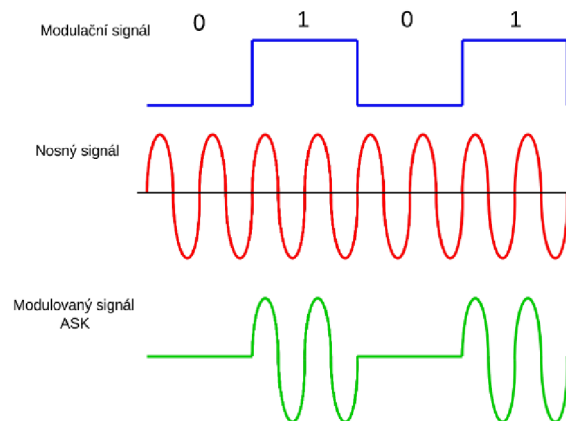 0 1 0 1
Modulační signál
Nosný signál
Modulovaný signál
ASK